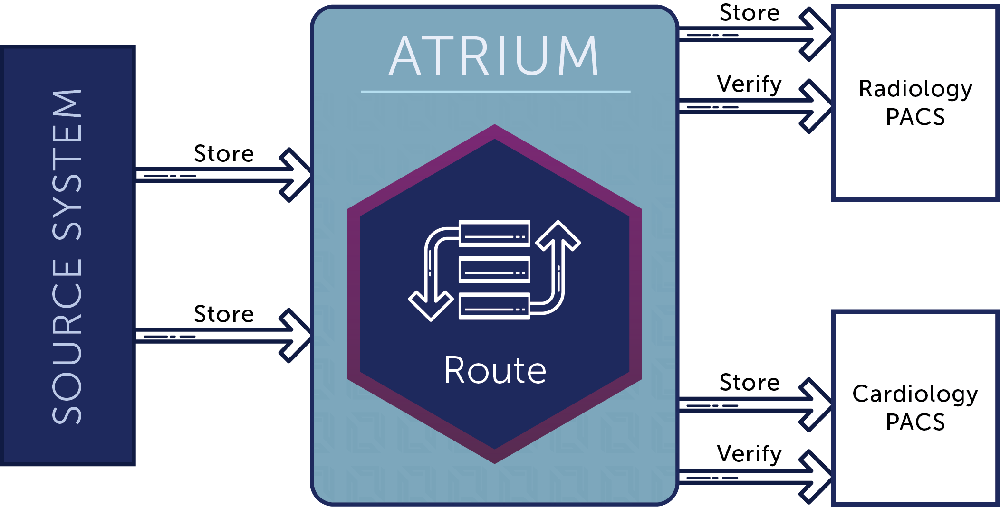 SOURCE SYSTEM
Store
Store
ATRIUM
Route
Store
Verify
Radiology
PACS
Store
Verify
Cardiology
PACS